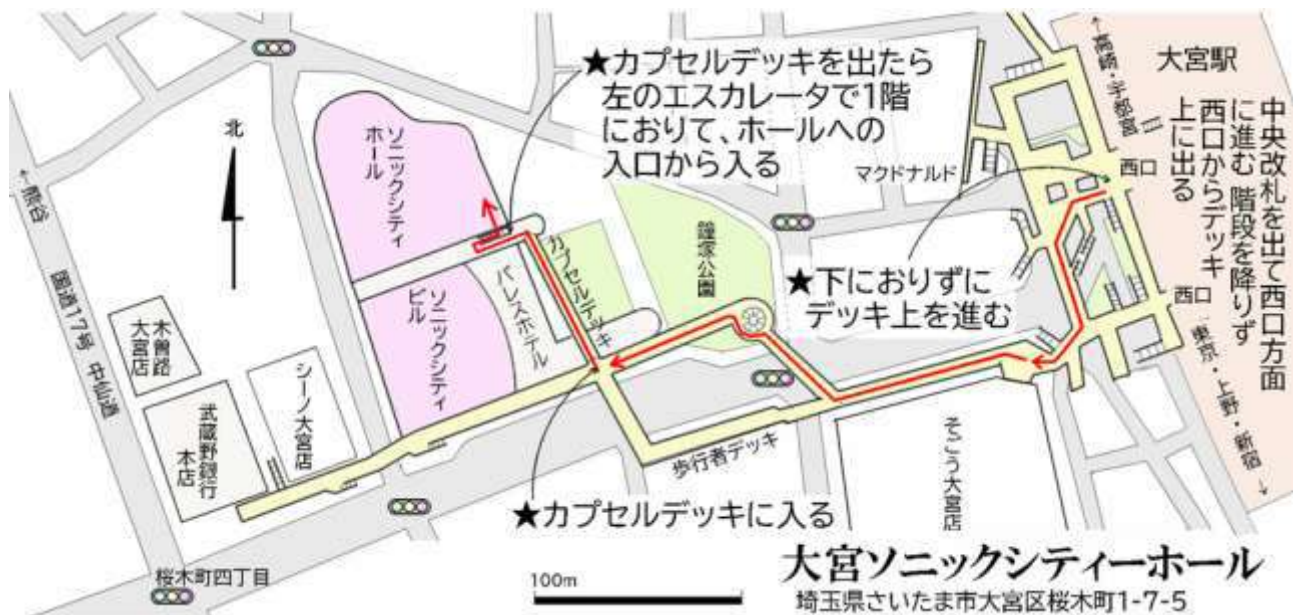 大宮駅
↑高崎・宇都宮
中央改札を出て西口方面
に進む 階段を降りず
西口からデッキ
上に出る
西口
西口
東京・上野・新宿↓
★カプセルデッキを出たら
左のエスカレータで1階
におりて、ホールへの
入口から入る
マクドナルド
★下におりずに
デッキ上を進む
北
ソニックシティ
ホール
ソニックシティ
ビル
パレスホテル
カプセルデッキ
鐘塚公園
↑熊谷
国道17号 中仙道
木曽路
大宮店
シーノ大宮店
武蔵野銀行
本店
歩行者デッキ
そごう大宮店
★カプセルデッキに入る
桜木町四丁目
100m
大宮ソニックシティーホール
埼玉県さいたま市大宮区桜木町1-7-5